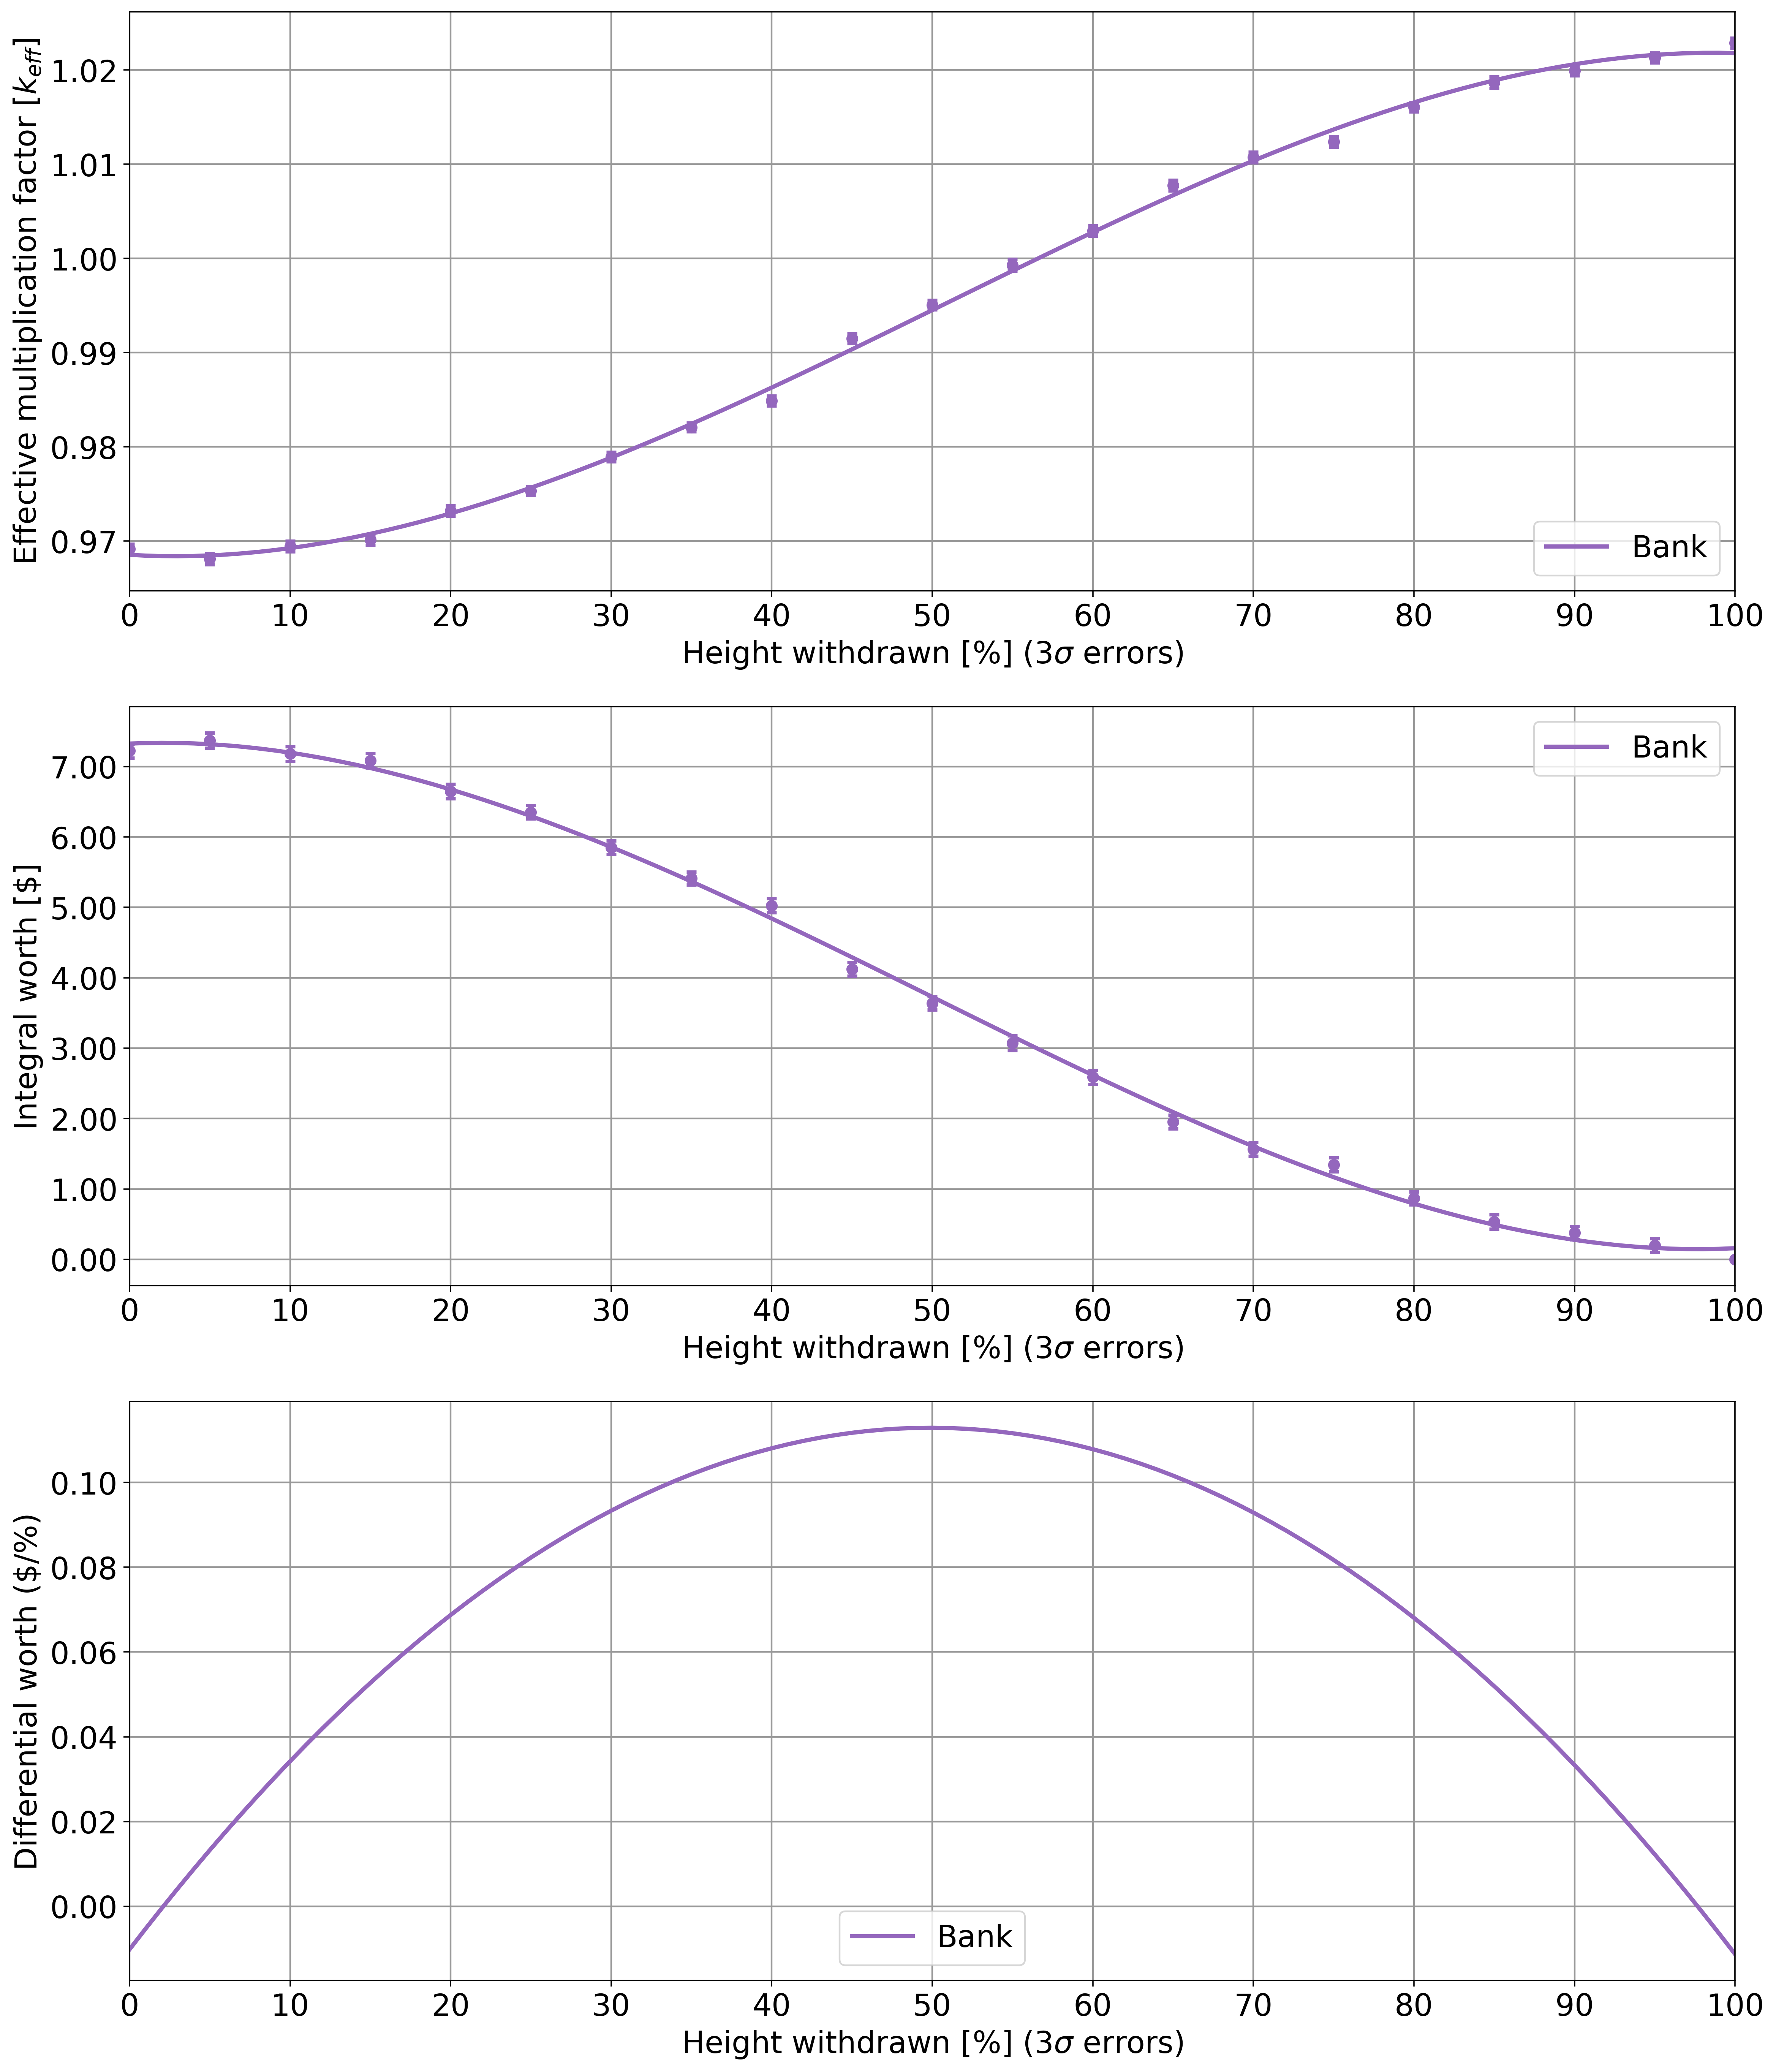 Effective multiplication factor [k_eff]
1.02
1.01
1.00
0.99
0.98
0.97
Bank
0 10 20 30 40 50 60 70 80 90 100
Height withdrawn [%] (3σ errors)
Integral worth [$]
Bank
7.00
6.00
5.00
4.00
3.00
2.00
1.00
0.00
0 10 20 30 40 50 60 70 80 90 100
Height withdrawn [%] (3σ errors)
Differential worth ($/%)
0.10
0.08
0.06
0.04
0.02
0.00
Bank
0 10 20 30 40 50 60 70 80 90 100
Height withdrawn [%] (3σ errors)